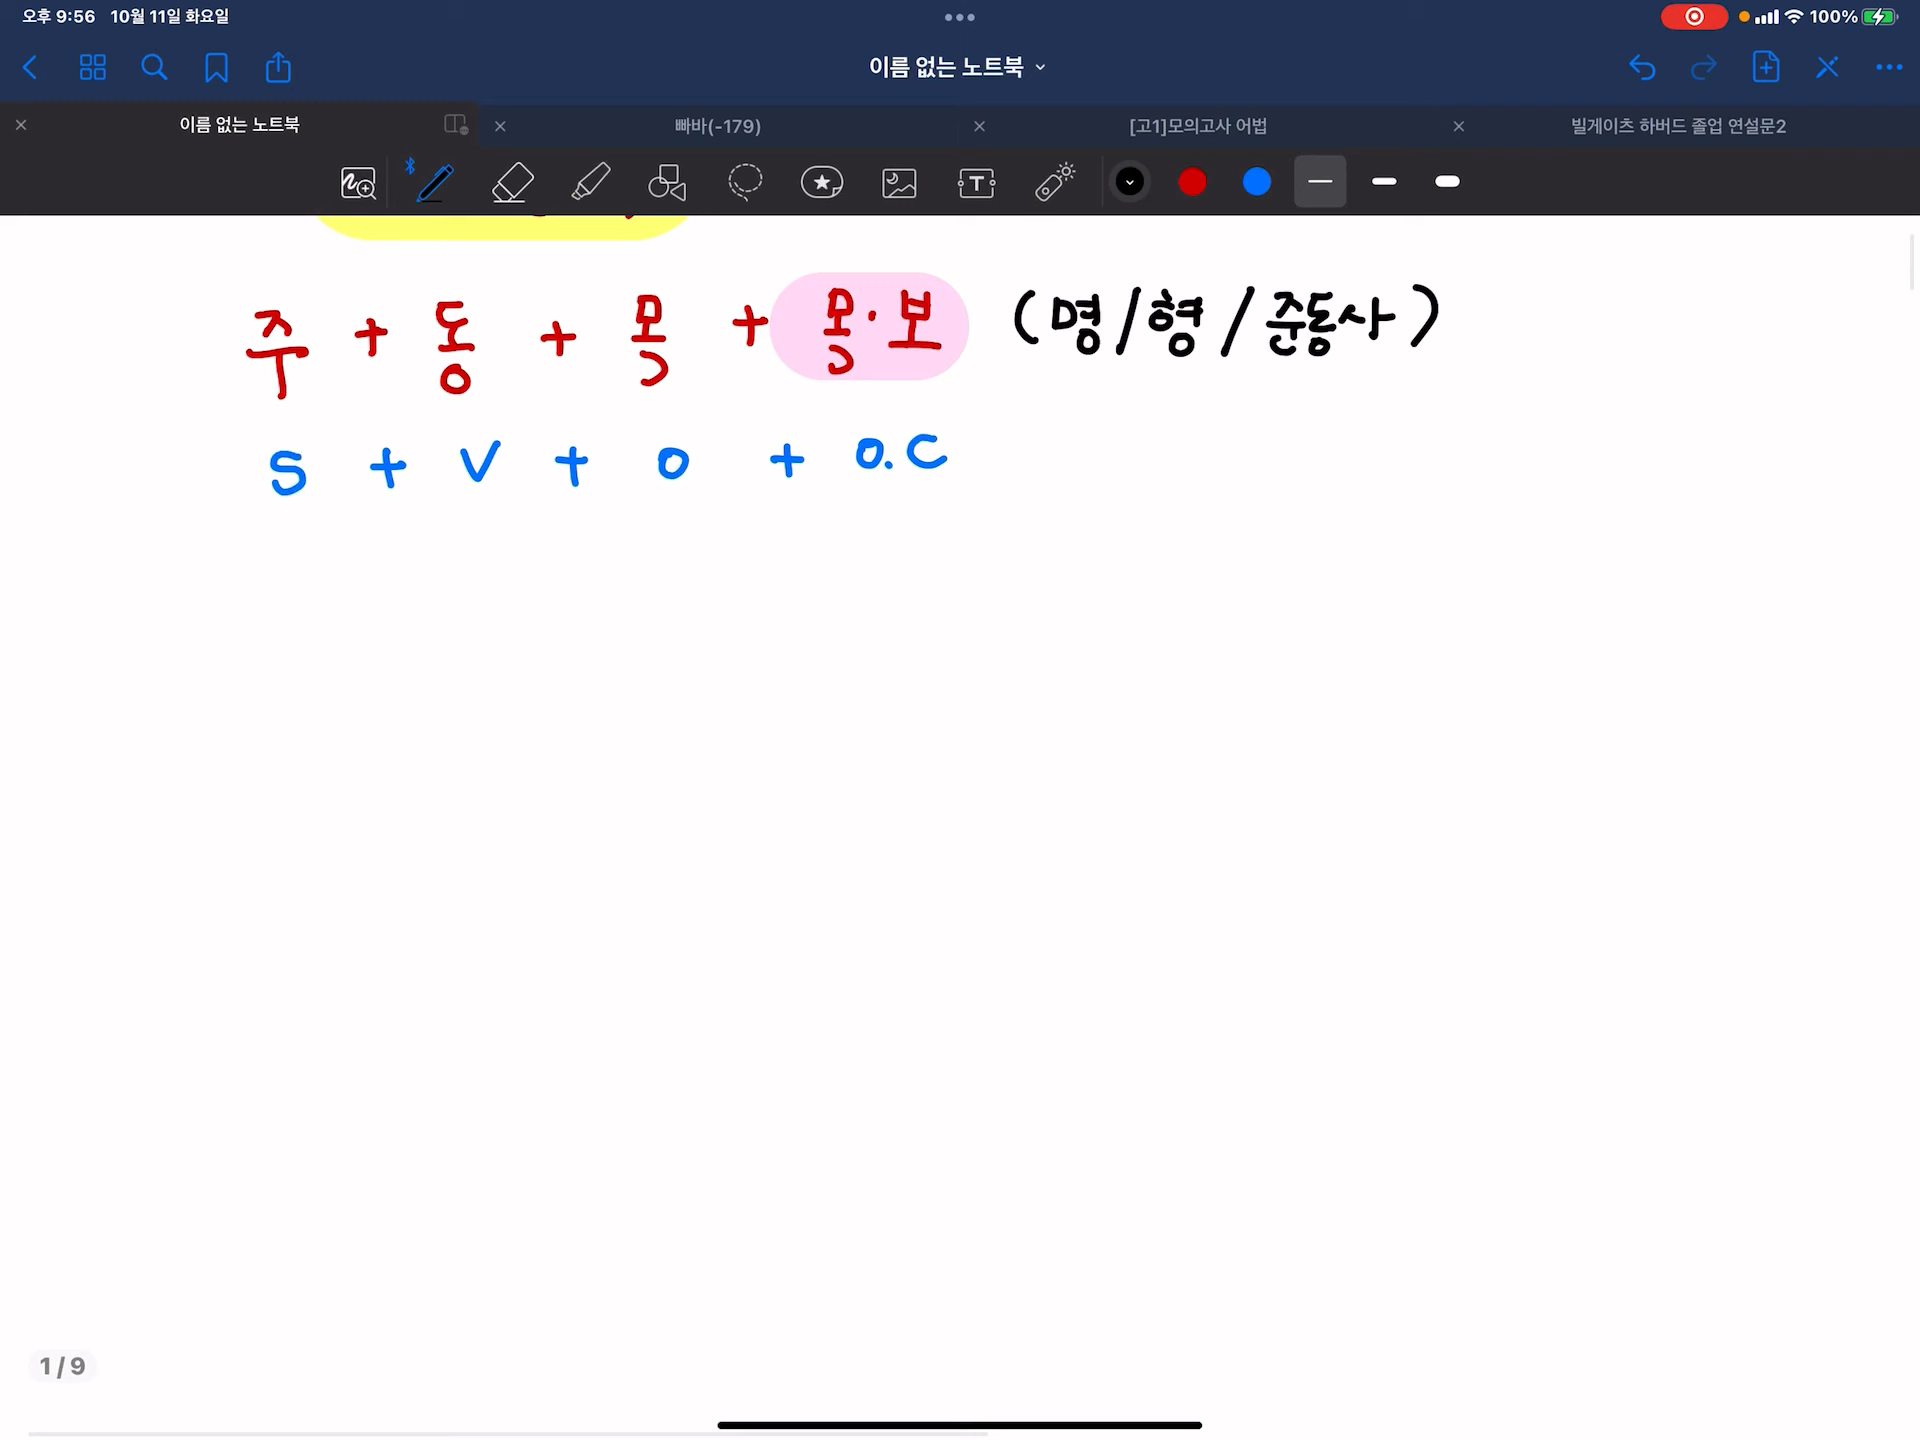 오후 9:56 10월 11일 화요일
100%
이름 없는 노트북
이름 없는 노트북
빠바(-179)
[고1]모의고사 어법
빌게이츠 하버드 졸업 연설문2
주 + 동 + 목 + 목·보 (명/형/준동사)
S + V + O + O.C
1 / 9